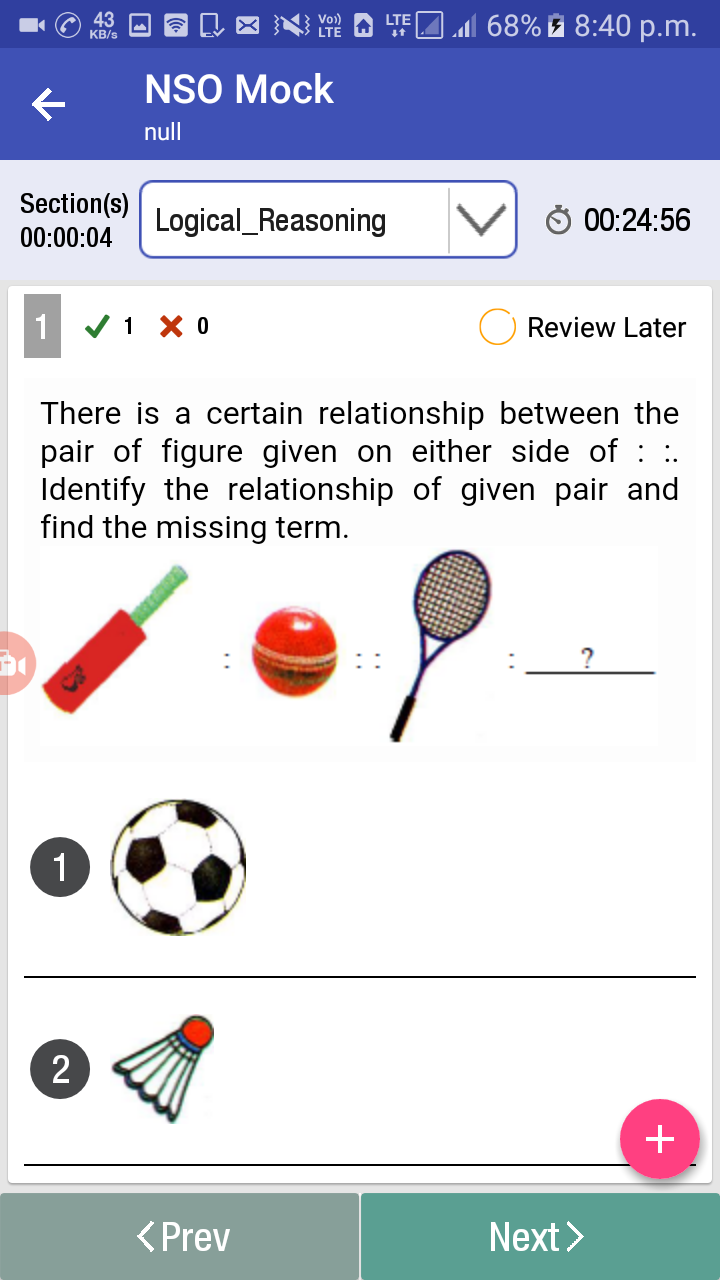 43 KB/s Vo)) LTE LTE 68% 8:40 p.m.
NSO Mock
null
Section(s)
00:00:04
Logical_Reasoning
00:24:56
1 1 0 Review Later
There is a certain relationship between the
pair of figure given on either side of : :.
Identify the relationship of given pair and
find the missing term.
: : : : ?
1
2
+
Prev Next